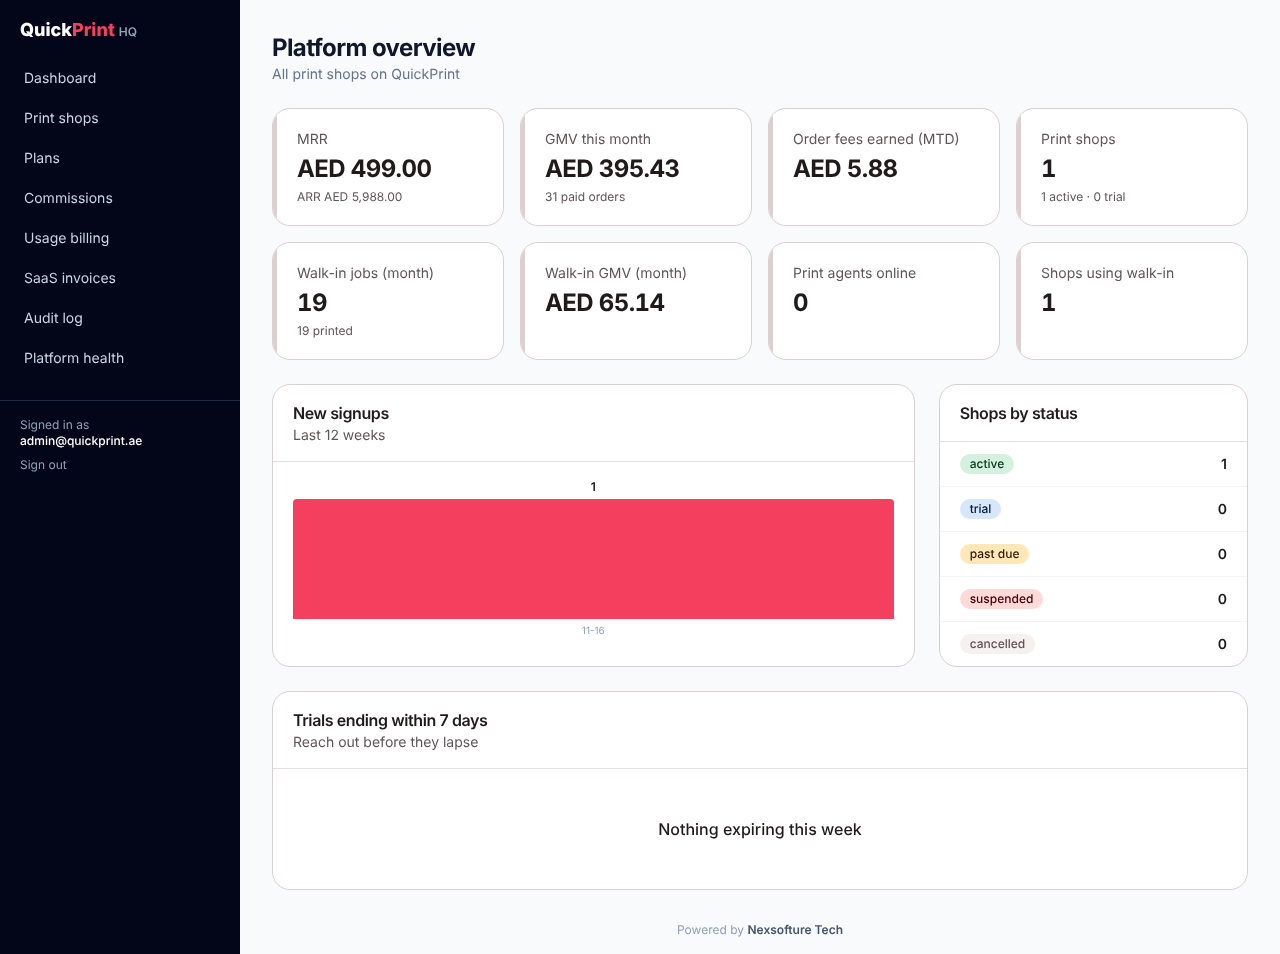 QuickPrint HQ
Dashboard
Print shops
Plans
Commissions
Usage billing
SaaS invoices
Audit log
Platform health
Signed in as
admin@quickprint.ae
Sign out
Platform overview
All print shops on QuickPrint
MRR
AED 499.00
ARR AED 5,988.00
GMV this month
AED 395.43
31 paid orders
Order fees earned (MTD)
AED 5.88
Print shops
1
1 active · 0 trial
Walk-in jobs (month)
19
19 printed
Walk-in GMV (month)
AED 65.14
Print agents online
0
Shops using walk-in
1
New signups
Last 12 weeks
1
11-16
Shops by status
active 1
trial 0
past due 0
suspended 0
cancelled 0
Trials ending within 7 days
Reach out before they lapse
Nothing expiring this week
Powered by Nexsofture Tech